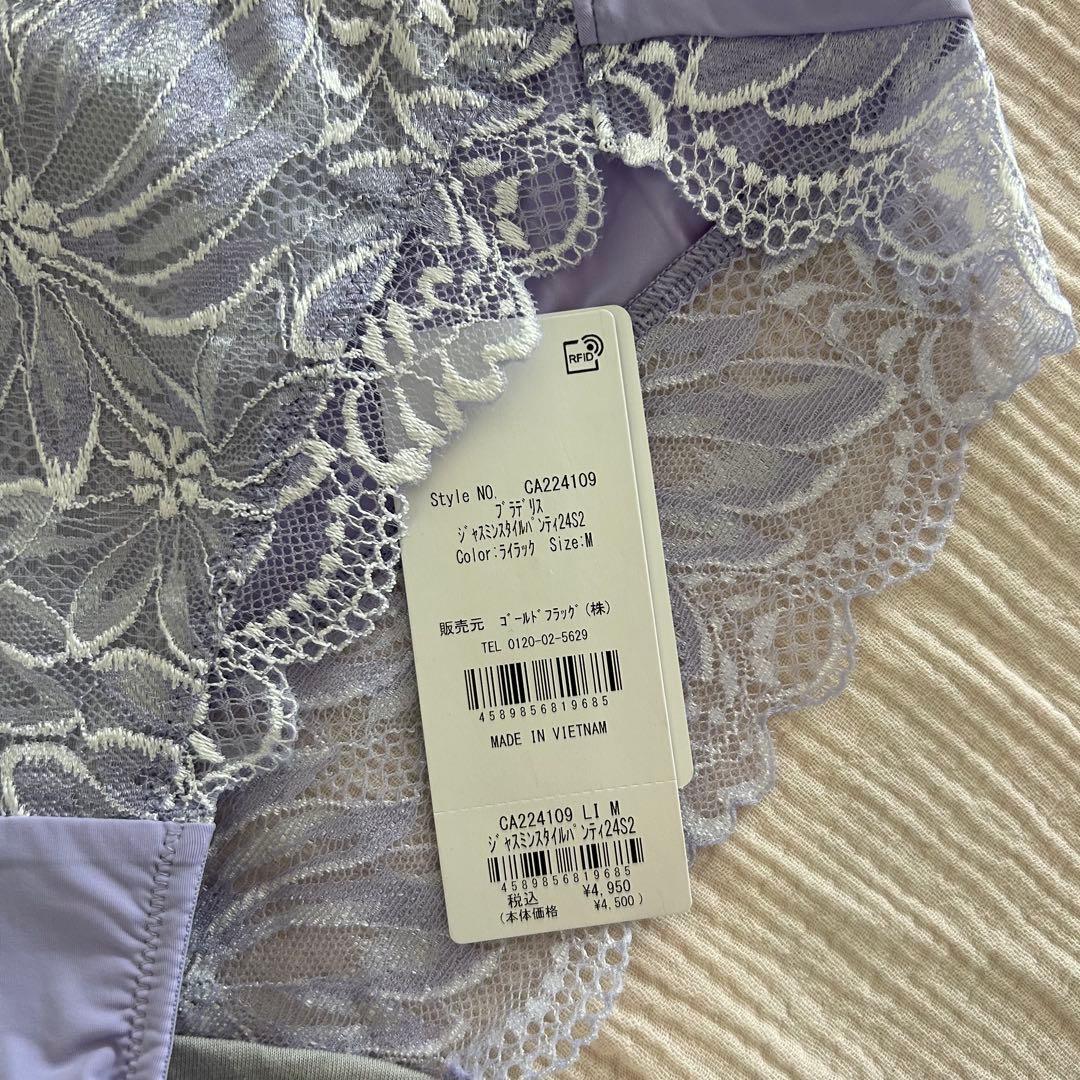 RFID
Style NO. CA224109
ﾌﾞﾗﾃﾞﾘｽ
ｼﾞｬｽﾐﾝｽﾀｲﾙﾊﾟﾝﾃｨ24S2
Color:ﾗｲﾗｯｸ Size:M
販売元 ｺﾞｰﾙﾄﾞﾌﾗｯｸﾞ(株)
TEL 0120-02-5629
4589856819685
MADE IN VIETNAM
CA224109 LI M
ｼﾞｬｽﾐﾝｽﾀｲﾙﾊﾟﾝﾃｨ24S2
4589856819685
税込 ¥4,950
(本体価格 ¥4,500)